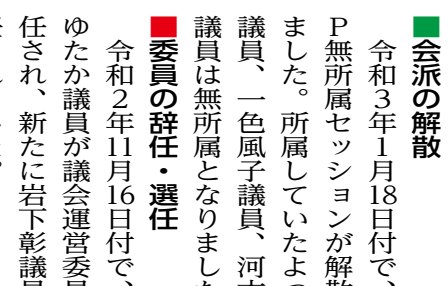 ■会派の解散
令和3年1月18日付で、
P無所属セッションが解散
ました。所属していたよつ
議員、一色風子議員、河本
議員は無所属となりました
■委員の辞任・選任
令和2年11月16日付で、
ゆたか議員が議会運営委員
任され、新たに岩下彰議員